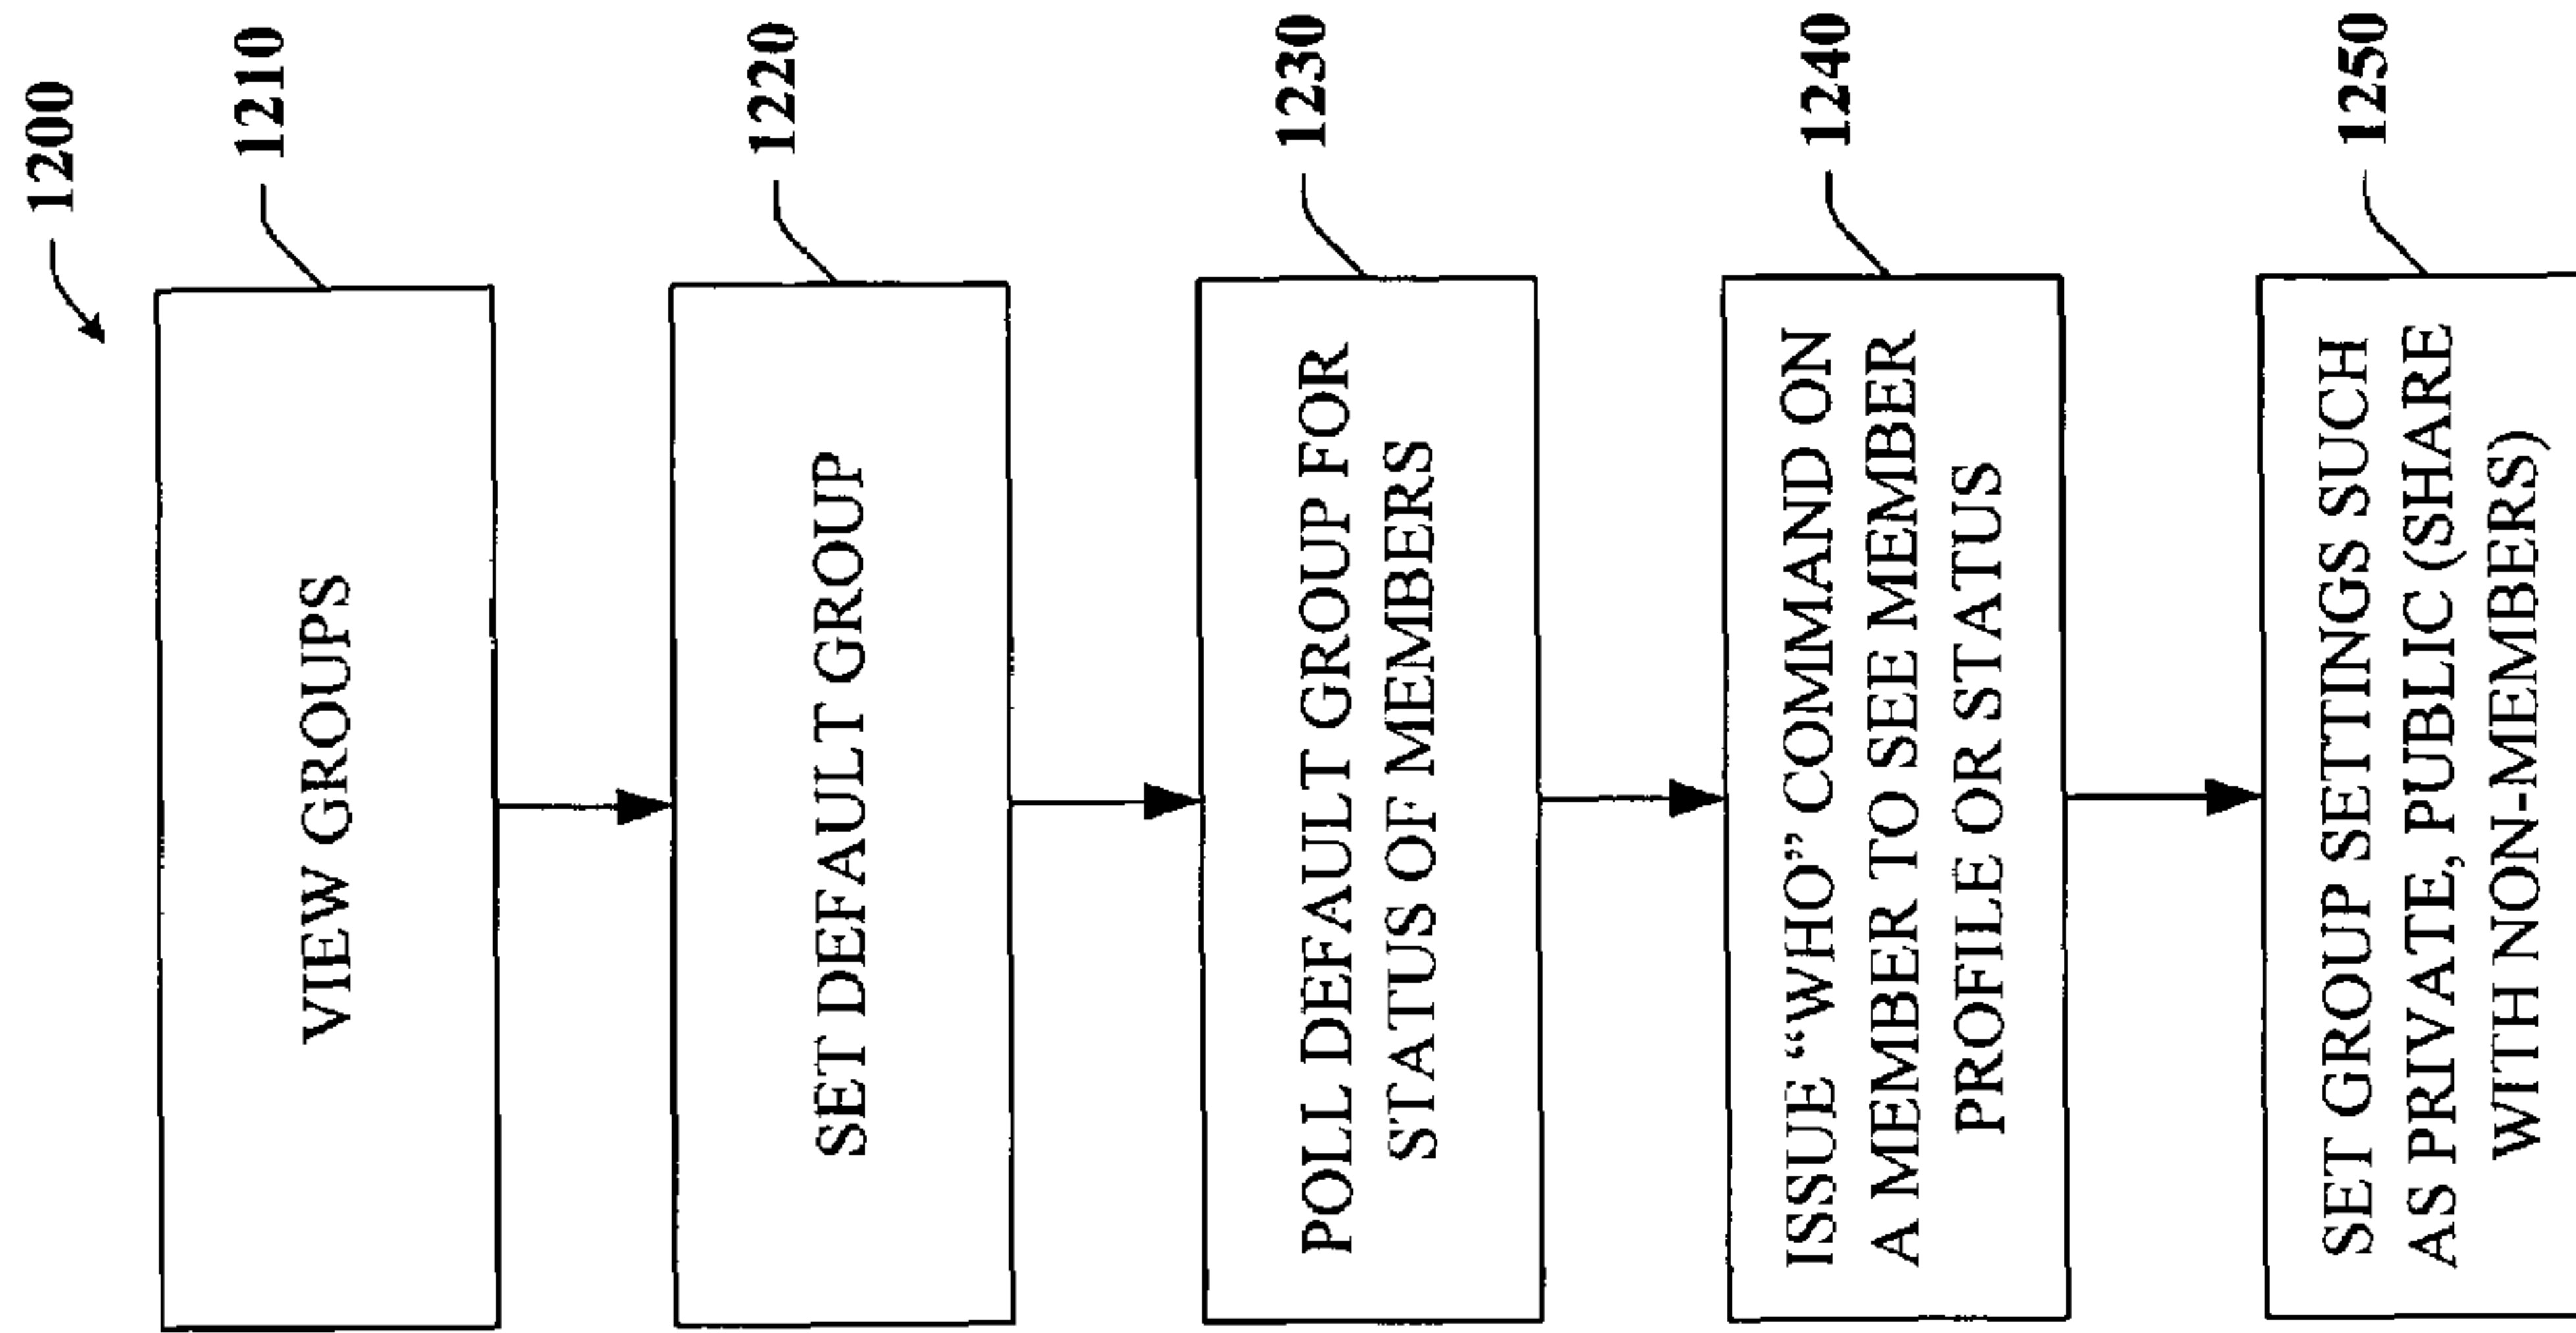 1200
1210
VIEW GROUPS
1220
SET DEFAULT GROUP
1230
POLL DEFAULT GROUP FOR
STATUS OF MEMBERS
1240
ISSUE “WHO” COMMAND ON
A MEMBER TO SEE MEMBER
PROFILE OR STATUS
1250
SET GROUP SETTINGS SUCH
AS PRIVATE, PUBLIC (SHARE
WITH NON-MEMBERS)